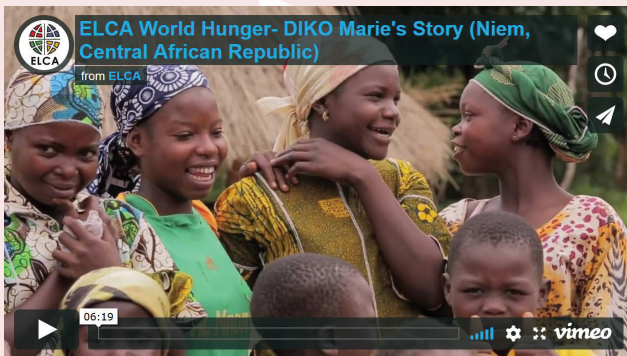 ELCA World Hunger- DIKO Marie's Story (Niem,
Central African Republic)
from ELCA
ELCA
06:19
vimeo